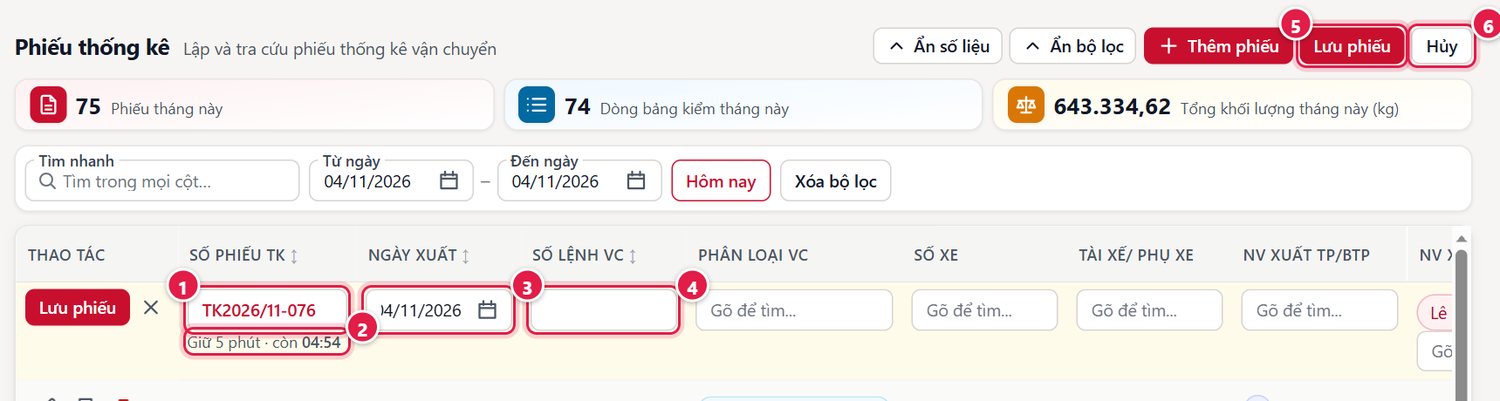 Phiếu thống kê Lập và tra cứu phiếu thống kê vận chuyển Ẩn số liệu Ẩn bộ lọc + Thêm phiếu 5 Lưu phiếu 6 Hủy
75 Phiếu tháng này 74 Dòng bảng kiểm tháng này 643.334,62 Tổng khối lượng tháng này (kg)
Tìm nhanh Từ ngày Đến ngày
Tìm trong mọi cột... 04/11/2026 – 04/11/2026 Hôm nay Xóa bộ lọc
THAO TÁC SỐ PHIẾU TK NGÀY XUẤT SỐ LỆNH VC PHÂN LOẠI VC SỐ XE TÀI XẾ/ PHỤ XE NV XUẤT TP/BTP NV
1 3 4
Lưu phiếu TK2026/11-076 04/11/2026 Gõ để tìm... Gõ để tìm... Gõ để tìm... Gõ để tìm... Lê
2
Giữ 5 phút · còn 04:54 Gõ